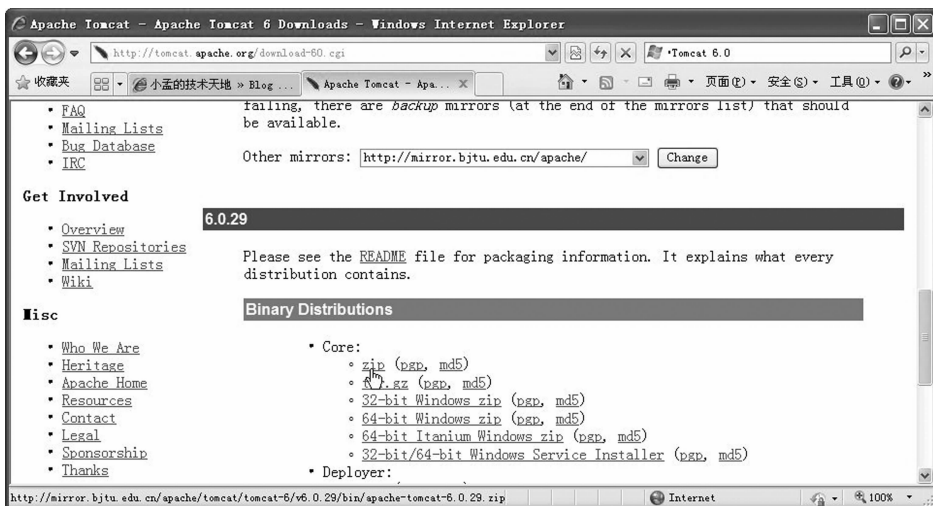 Apache Tomcat - Apache Tomcat 6 Downloads - Windows Internet Explorer
http://tomcat.apache.org/download-60.cgi
Tomcat 6.0
收藏夹
小孟的技术天地 » Blog ...
Apache Tomcat - Apa...
页面(P)
安全(S)
工具(O)
FAQ
Mailing Lists
Bug Database
IRC
Get Involved
Overview
SVN Repositories
Mailing Lists
Wiki
Misc
Who We Are
Heritage
Apache Home
Resources
Contact
Legal
Sponsorship
Thanks
failing, there are backup mirrors (at the end of the mirrors list) that should
be available.
Other mirrors: http://mirror.bjtu.edu.cn/apache/ Change
6.0.29
Please see the README file for packaging information. It explains what every
distribution contains.
Binary Distributions
Core:
zip (pgp, md5)
.gz (pgp, md5)
32-bit Windows zip (pgp, md5)
64-bit Windows zip (pgp, md5)
64-bit Itanium Windows zip (pgp, md5)
32-bit/64-bit Windows Service Installer (pgp, md5)
Deployer:
http://mirror.bjtu.edu.cn/apache/tomcat/tomcat-6/v6.0.29/bin/apache-tomcat-6.0.29.zip
Internet
100%